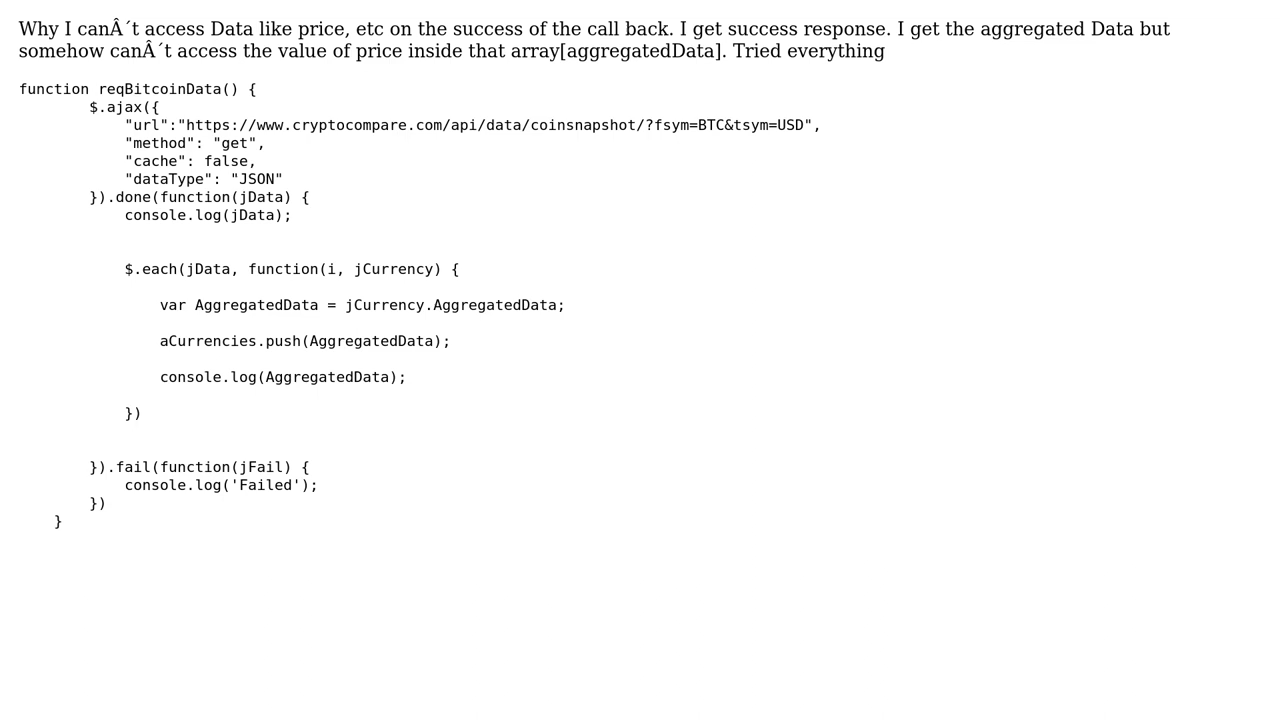 Why I canÂ´t access Data like price, etc on the success of the call back. I get success response. I get the aggregated Data but
somehow canÂ´t access the value of price inside that array[aggregatedData]. Tried everything
function reqBitcoinData() {
        $.ajax({
            "url":"https://www.cryptocompare.com/api/data/coinsnapshot/?fsym=BTC&tsym=USD",
            "method": "get",
            "cache": false,
            "dataType": "JSON"
        }).done(function(jData) {
            console.log(jData);
            $.each(jData, function(i, jCurrency) {
                var AggregatedData = jCurrency.AggregatedData;
                aCurrencies.push(AggregatedData);
                console.log(AggregatedData);
            })
        }).fail(function(jFail) {
            console.log('Failed');
        })
    }